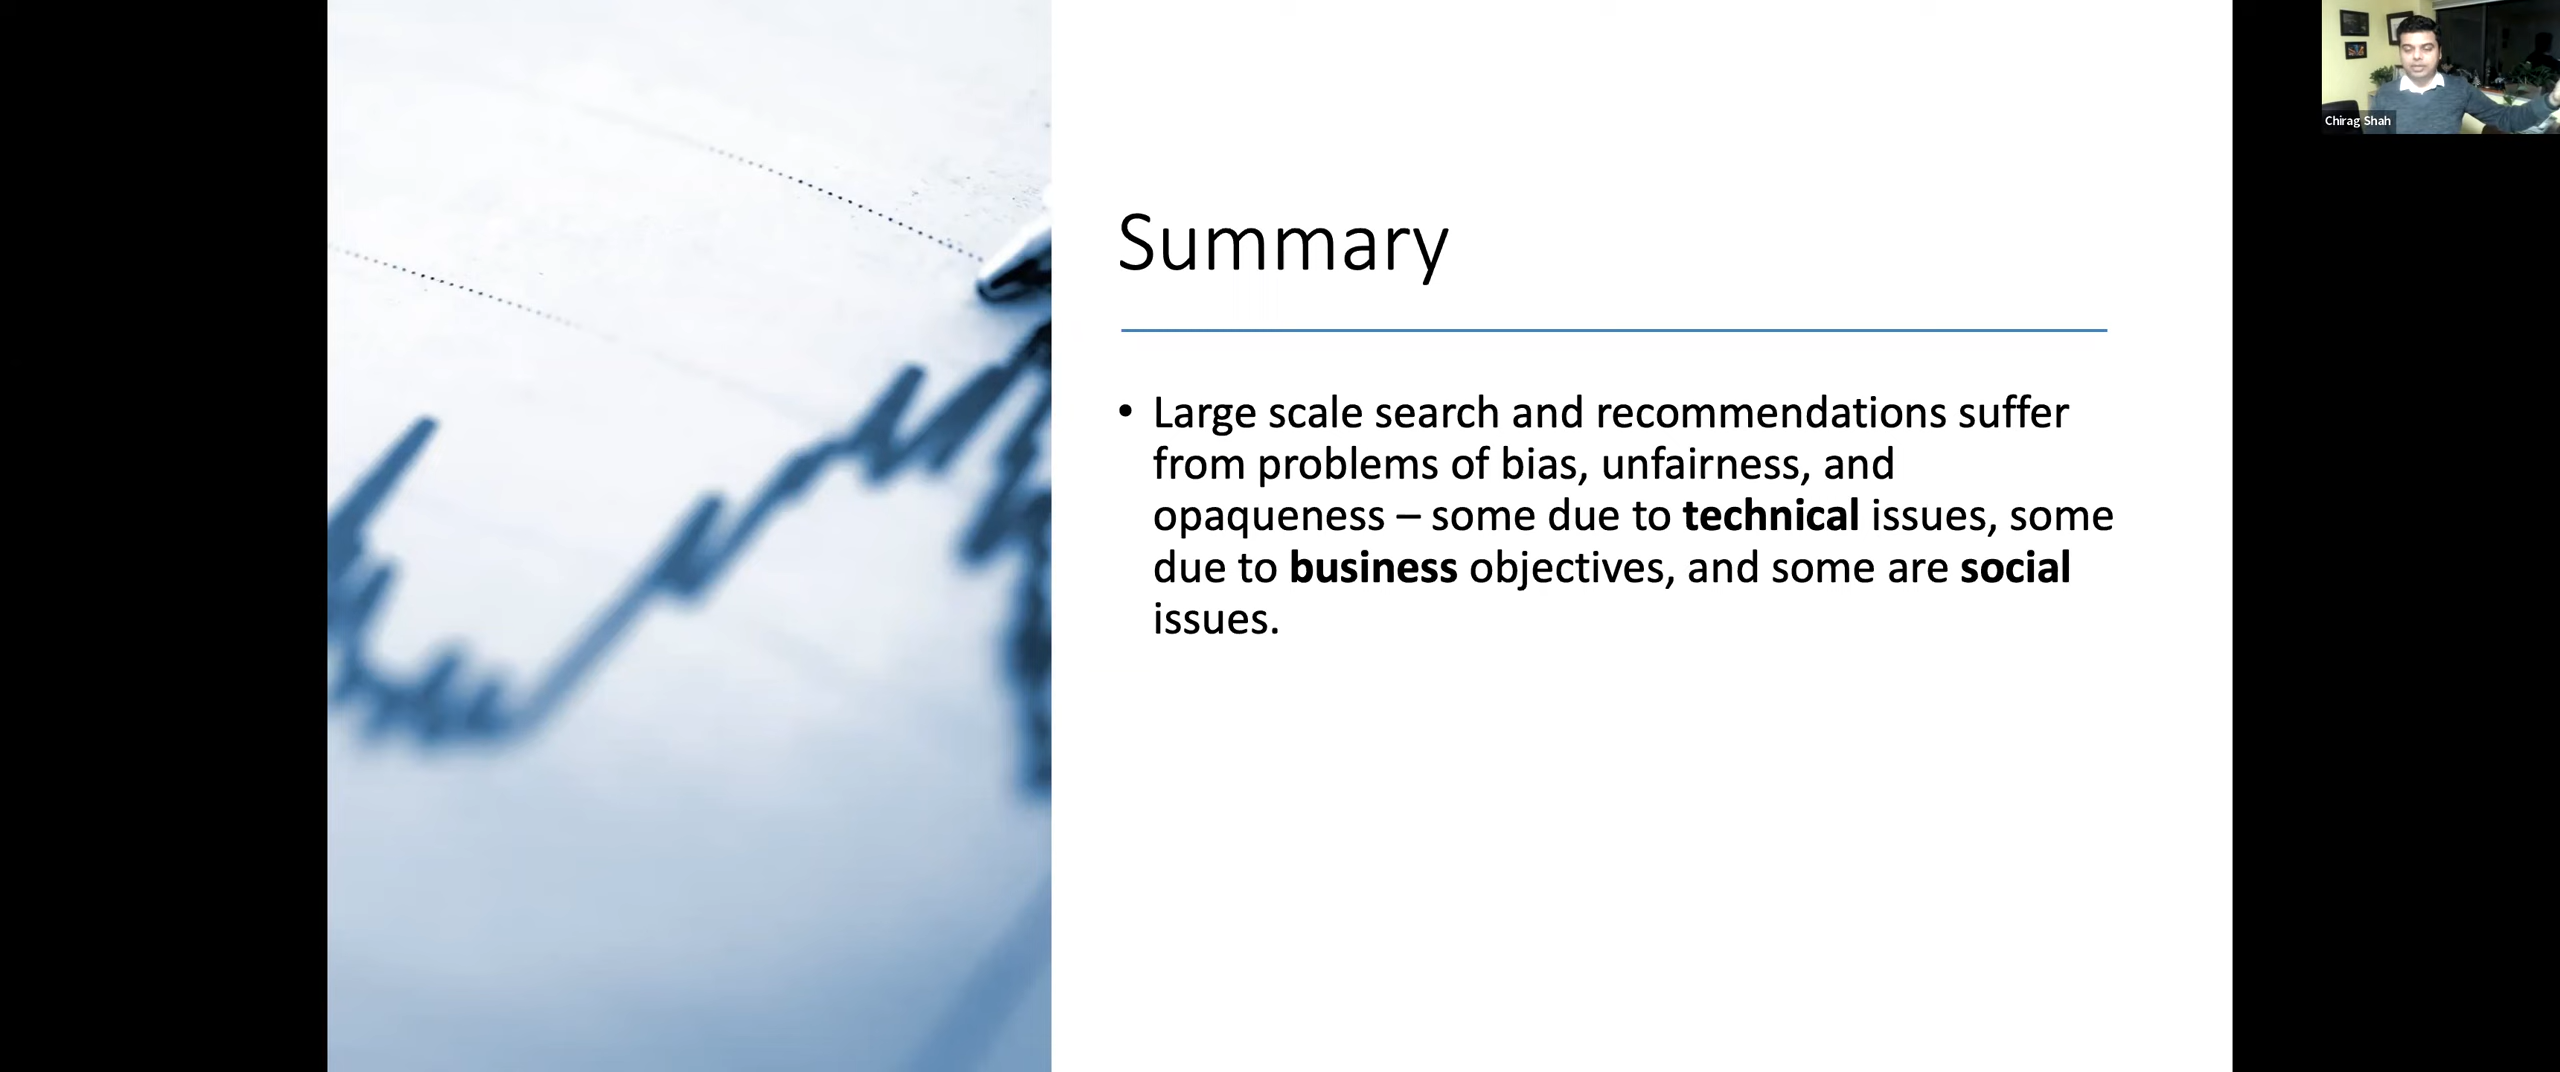 Summary
• Large scale search and recommendations suffer
from problems of bias, unfairness, and
opaqueness – some due to technical issues, some
due to business objectives, and some are social
issues.
Chirag Shah